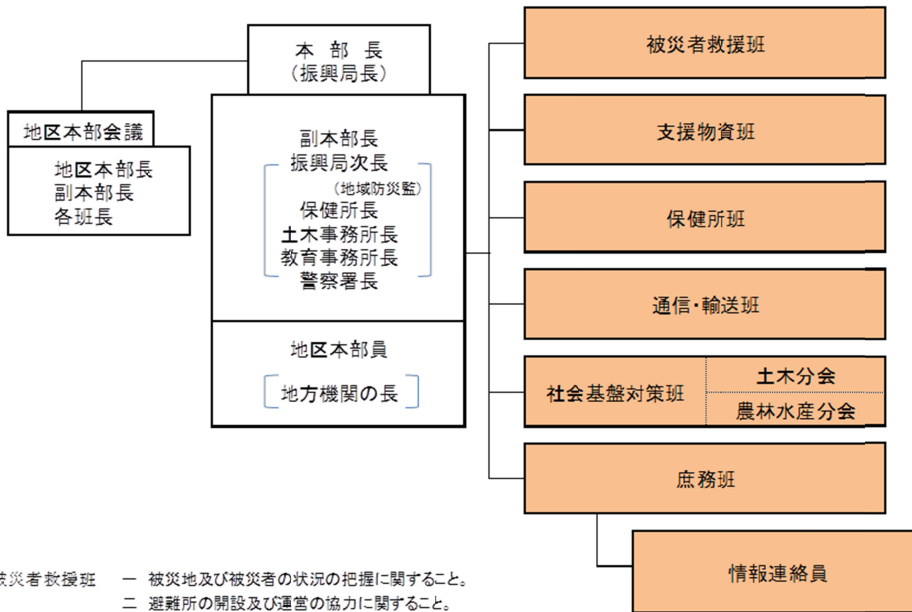 本部長
(振興局長)
地区本部会議
地区本部長
副本部長
各班長
副本部長
振興局次長
(地域防災監)
保健所長
土木事務所長
教育事務所長
警察署長
地区本部員
地方機関の長
被災者救援班
支援物資班
保健所班
通信・輸送班
社会基盤対策班
土木分会
農林水産分会
庶務班
情報連絡員
被災者救援班 一 被災地及び被災者の状況の把握に関すること。
二 避難所の開設及び運営の協力に関すること。